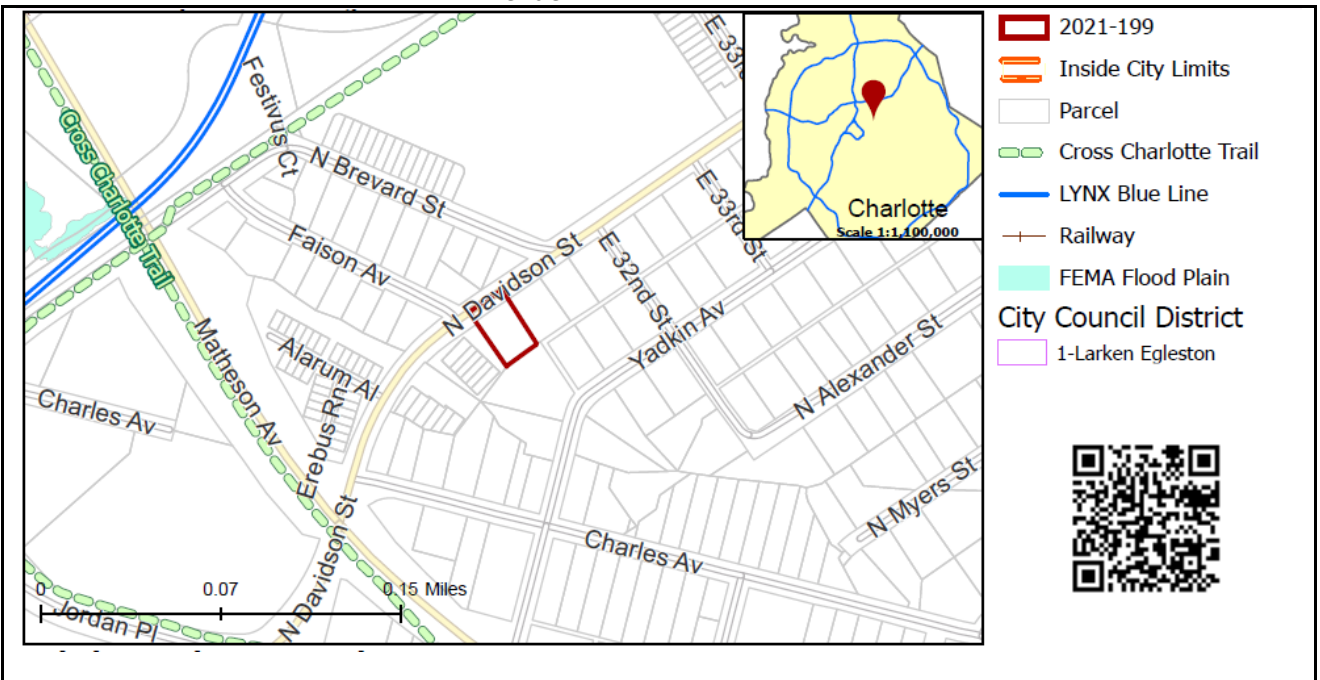 2021-199
Inside City Limits
Parcel
Cross Charlotte Trail
LYNX Blue Line
Railway
FEMA Flood Plain
City Council District
1-Larken Egleston
Charlotte
Scale 1:1,100,000
E 33rd
Festivus Ct
Cross Charlotte Trail
N Brevard St
E 33rd St
Faison Av
N Davidson St
E 32nd St
Yadkin Av
Matheson Av
Alarum Al
N Alexander St
Charles Av
Erebus Rn
N Myers St
Charles Av
N Davidson St
Jordan Pl
0 0.07 0.15 Miles